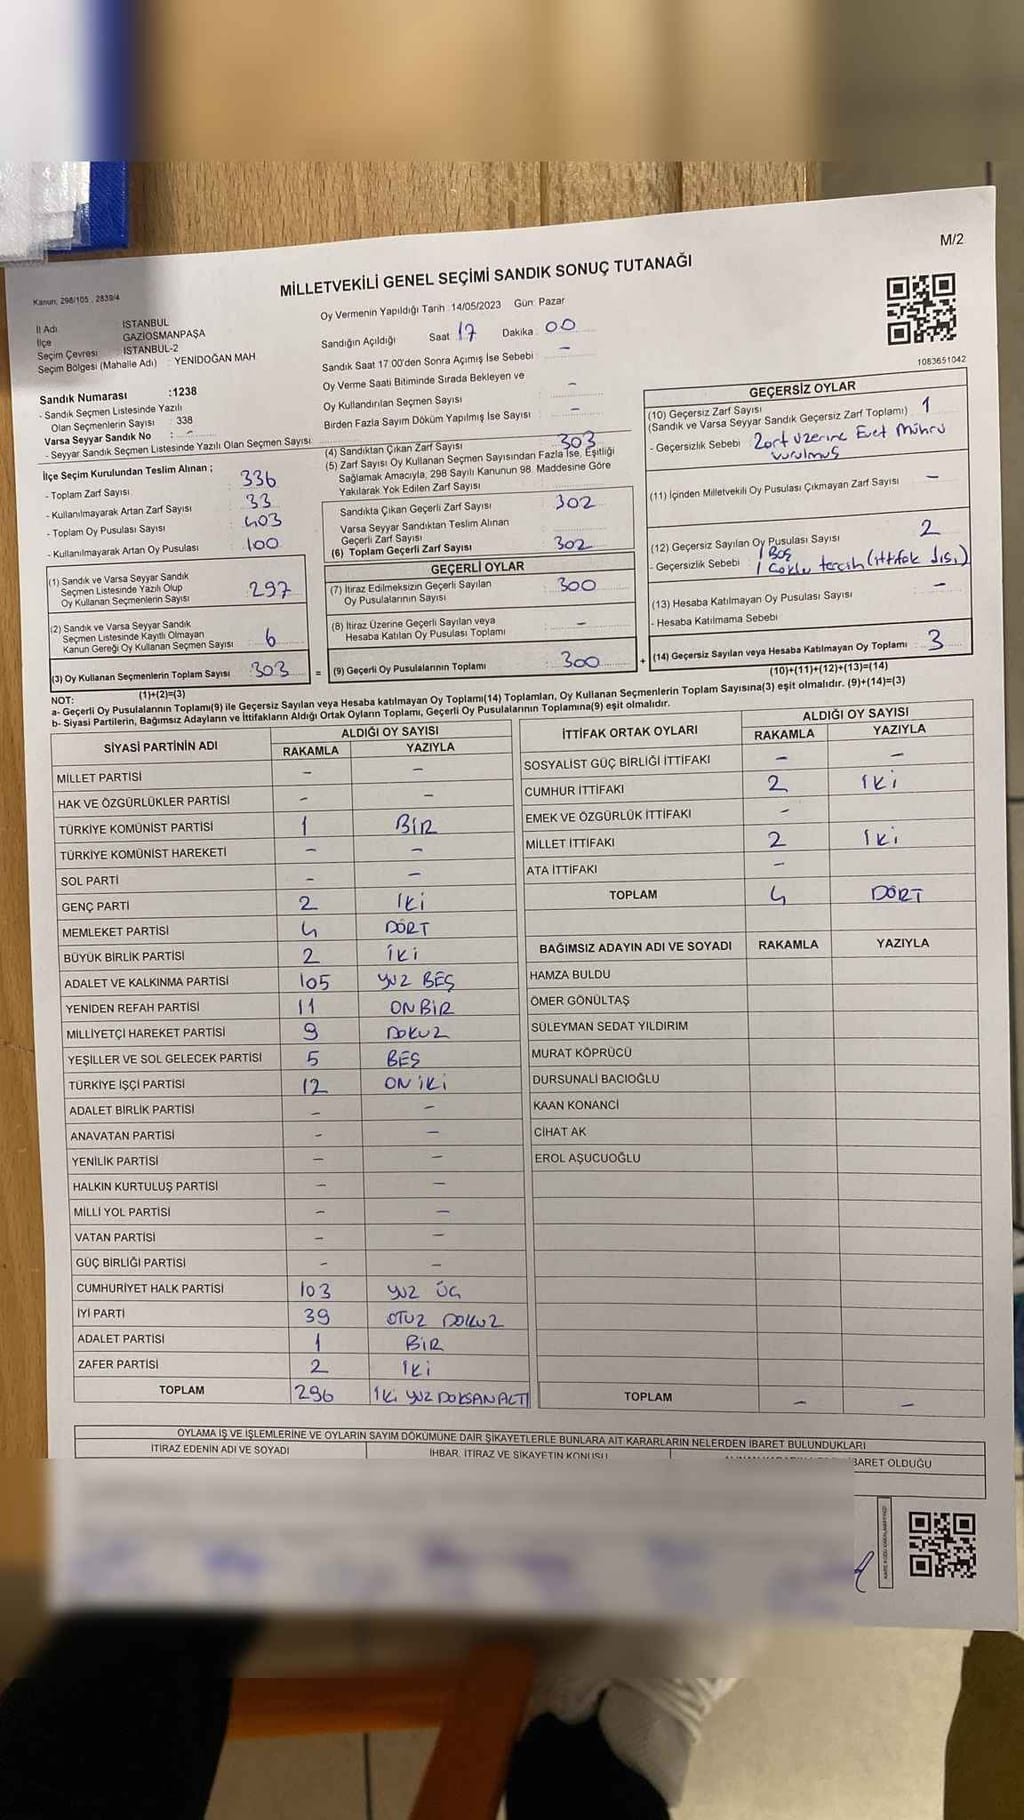 M/2
MİLLETVEKİLİ GENEL SEÇİMİ SANDIK SONUÇ TUTANAĞI
Kanun; 298/105 , 2839/4
İl Adı İSTANBUL
İlçe GAZİOSMANPAŞA
Seçim Çevresi İSTANBUL-2
Seçim Bölgesi (Mahalle Adı) : YENİDOĞAN MAH
Sandık Numarası :1238
- Sandık Seçmen Listesinde Yazılı
Olan Seçmenlerin Sayısı : 338
Varsa Seyyar Sandık No : -
- Seyyar Sandık Seçmen Listesinde Yazılı Olan Seçmen Sayısı:
İlçe Seçim Kurulundan Teslim Alınan ;
- Toplam Zarf Sayısı 336
- Kullanılmayarak Artan Zarf Sayısı 33
- Toplam Oy Pusulası Sayısı 403
- Kullanılmayarak Artan Oy Pusulası 100
(1) Sandık ve Varsa Seyyar Sandık
Seçmen Listesinde Yazılı Olup
Oy Kullanan Seçmenlerin Sayısı 297
(2) Sandık ve Varsa Seyyar Sandık
Seçmen Listesinde Kayıtlı Olmayan
Kanun Gereği Oy Kullanan Seçmen Sayısı 6
(3) Oy Kullanan Seçmenlerin Toplam Sayısı 303
(1)+(2)=(3)
Oy Vermenin Yapıldığı Tarih :14/05/2023 Gün: Pazar
Sandığın Açıldığı Saat 17 Dakika : 00
Sandık Saat 17.00'den Sonra Açımış İse Sebebi -
Oy Verme Saati Bitiminde Sırada Bekleyen ve
Oy Kullandırılan Seçmen Sayısı -
Birden Fazla Sayım Döküm Yapılmış İse Sayısı -
(4) Sandıktan Çıkan Zarf Sayısı 303
(5) Zarf Sayısı Oy Kullanan Seçmen Sayısından Fazla İse, Eşitliği
Sağlamak Amacıyla, 298 Sayılı Kanunun 98. Maddesine Göre
Yakılarak Yok Edilen Zarf Sayısı
Sandıkta Çıkan Geçerli Zarf Sayısı 302
Varsa Seyyar Sandıktan Teslim Alınan
Geçerli Zarf Sayısı
(6) Toplam Geçerli Zarf Sayısı 302
GEÇERLİ OYLAR
(7) İtiraz Edilmeksizin Geçerli Sayılan
Oy Pusulalarının Sayısı 300
(8) İtiraz Üzerine Geçerli Sayılan veya
Hesaba Katılan Oy Pusulası Toplamı -
= (9) Geçerli Oy Pusulalarının Toplamı 300
1083651042
GEÇERSİZ OYLAR
(10) Geçersiz Zarf Sayısı
(Sandık ve Varsa Seyyar Sandık Geçersiz Zarf Toplamı) 1
- Geçersizlik Sebebi Zarf üzerine Evet Mührü
vurulmuş
(11) İçinden Milletvekili Oy Pusulası Çıkmayan Zarf Sayısı -
(12) Geçersiz Sayılan Oy Pusulası Sayısı 2
- Geçersizlik Sebebi 1 Boş
1 Çoklu tercih (ittifak dışı)
(13) Hesaba Katılmayan Oy Pusulası Sayısı -
- Hesaba Katılmama Sebebi
+ (14) Geçersiz Sayılan veya Hesaba Katılmayan Oy Toplamı 3
(10)+(11)+(12)+(13)=(14)
NOT:
a- Geçerli Oy Pusulalarının Toplamı(9) ile Geçersiz Sayılan veya Hesaba katılmayan Oy Toplamı(14) Toplamları, Oy Kullanan Seçmenlerin Toplam Sayısına(3) eşit olmalıdır. (9)+(14)=(3)
b- Siyasi Partilerin, Bağımsız Adayların ve İttifakların Aldığı Ortak Oyların Toplamı, Geçerli Oy Pusulalarının Toplamına(9) eşit olmalıdır.
SİYASİ PARTİNİN ADI ALDIĞI OY SAYISI
RAKAMLA YAZIYLA
MİLLET PARTİSİ - -
HAK VE ÖZGÜRLÜKLER PARTİSİ - -
TÜRKİYE KOMÜNİST PARTİSİ 1 BİR
TÜRKİYE KOMÜNİST HAREKETİ - -
SOL PARTİ - -
GENÇ PARTİ 2 İKİ
MEMLEKET PARTİSİ 4 DÖRT
BÜYÜK BİRLİK PARTİSİ 2 İKİ
ADALET VE KALKINMA PARTİSİ 105 YÜZ BEŞ
YENİDEN REFAH PARTİSİ 11 ONBİR
MİLLİYETÇİ HAREKET PARTİSİ 9 DOKUZ
YEŞİLLER VE SOL GELECEK PARTİSİ 5 BEŞ
TÜRKİYE İŞÇİ PARTİSİ 12 ON İKİ
ADALET BİRLİK PARTİSİ - -
ANAVATAN PARTİSİ - -
YENİLİK PARTİSİ - -
HALKIN KURTULUŞ PARTİSİ - -
MİLLİ YOL PARTİSİ - -
VATAN PARTİSİ - -
GÜÇ BİRLİĞİ PARTİSİ - -
CUMHURİYET HALK PARTİSİ 103 YÜZ ÜÇ
İYİ PARTİ 39 OTUZ DOKUZ
ADALET PARTİSİ 1 BİR
ZAFER PARTİSİ 2 İKİ
TOPLAM 296 İKİ YÜZ DOKSAN ALTI
İTTİFAK ORTAK OYLARI ALDIĞI OY SAYISI
RAKAMLA YAZIYLA
SOSYALİST GÜÇ BİRLİĞİ İTTİFAKI - -
CUMHUR İTTİFAKI 2 İKİ
EMEK VE ÖZGÜRLÜK İTTİFAKI -
MİLLET İTTİFAKI 2 İKİ
ATA İTTİFAKI -
TOPLAM 4 DÖRT
BAĞIMSIZ ADAYIN ADI VE SOYADI RAKAMLA YAZIYLA
HAMZA BULDU
ÖMER GÖNÜLTAŞ
SÜLEYMAN SEDAT YILDIRIM
MURAT KÖPRÜCÜ
DURSUNALİ BACIOĞLU
KAAN KONANCİ
CİHAT AK
EROL AŞUCUOĞLU
TOPLAM - -
OYLAMA İŞ VE İŞLEMLERİNE VE OYLARIN SAYIM DÖKÜMÜNE DAİR ŞİKAYETLERLE BUNLARA AİT KARARLARIN NELERDEN İBARET BULUNDUKLARI
İTİRAZ EDENİN ADI VE SOYADI İHBAR, İTİRAZ VE ŞİKAYETİN KONUSU BARET OLDUĞU